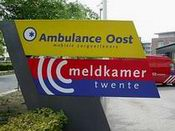 Ambulance Oost
mobiele zorgverleners
meldkamer
twente